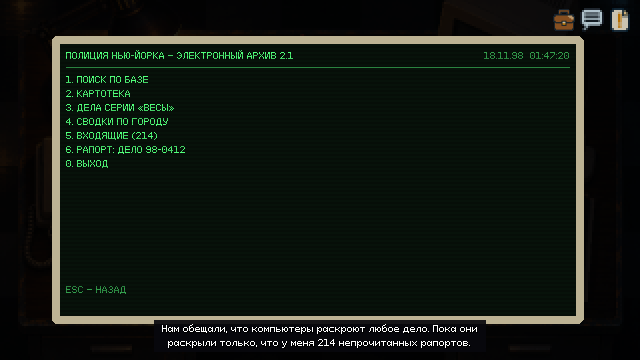 ПОЛИЦИЯ НЬЮ-ЙОРКА — ЭЛЕКТРОННЫЙ АРХИВ 2.1 18.11.98 01:47:20
1. ПОИСК ПО БАЗЕ
2. КАРТОТЕКА
3. ДЕЛА СЕРИИ «ВЕСЫ»
4. СВОДКИ ПО ГОРОДУ
5. ВХОДЯЩИЕ (214)
6. РАПОРТ: ДЕЛО 98-0412
0. ВЫХОД
ESC — НАЗАД
Нам обещали, что компьютеры раскроют любое дело. Пока они
раскрыли только, что у меня 214 непрочитанных рапортов.